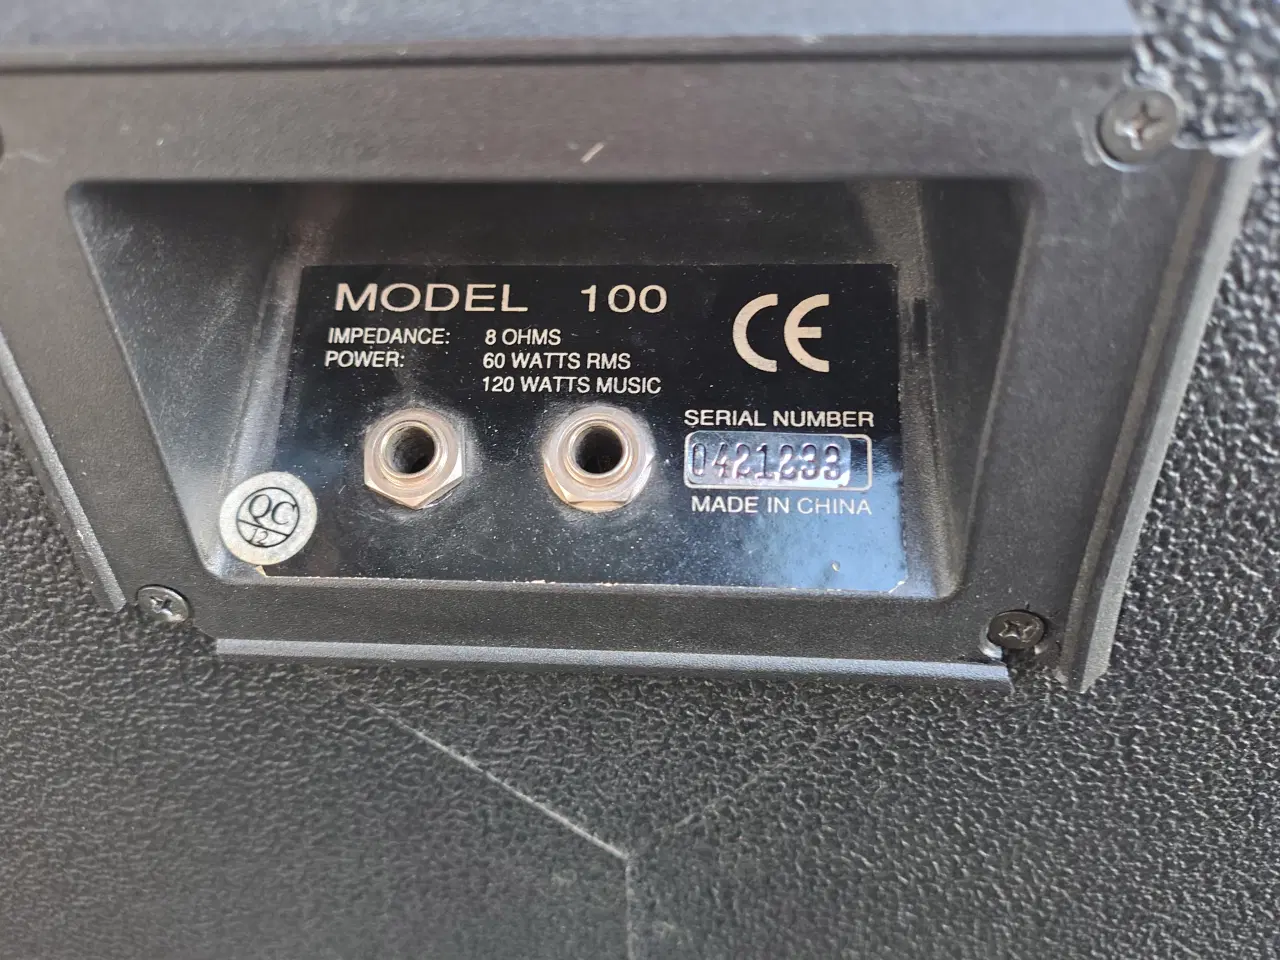 MODEL 100
IMPEDANCE: 8 OHMS
POWER: 60 WATTS RMS
120 WATTS MUSIC
CE
SERIAL NUMBER
0421233
MADE IN CHINA
QC
12